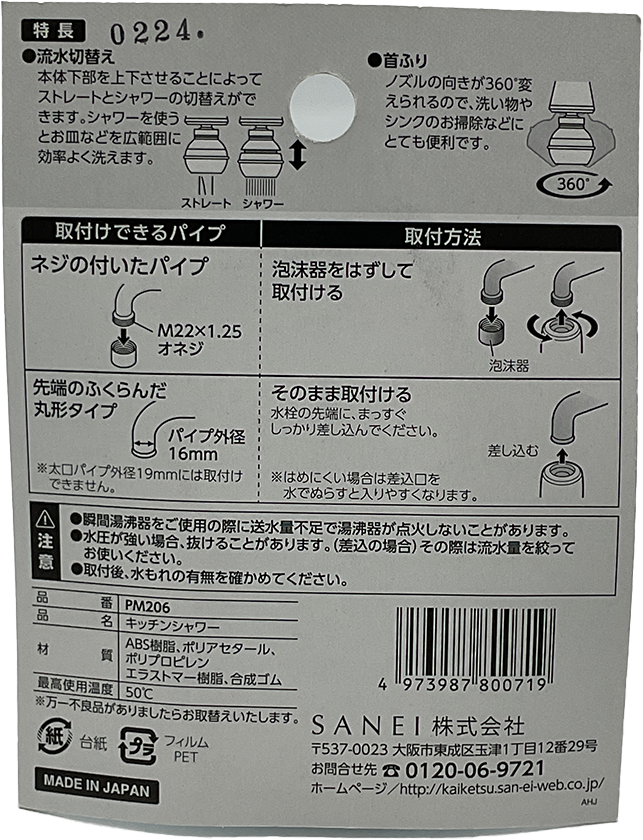 特長 0224.
●流水切替え
本体下部を上下させることによって
ストレートとシャワーの切替えがで
きます。シャワーを使う
とお皿などを広範囲に
効率よく洗えます。
ストレート シャワー
●首ふり
ノズルの向きが360°変
えられるので、洗い物や
シンクのお掃除などに
とても便利です。
360°
取付けできるパイプ 取付方法
ネジの付いたパイプ
M22×1.25
オネジ
泡沫器をはずして
取付ける
泡沫器
先端のふくらんだ
丸形タイプ
パイプ外径
16mm
※太口パイプ外径19mmには取付け
できません。
そのまま取付ける
水栓の先端に、まっすぐ
しっかり差し込んでください。
差し込む
※はめにくい場合は差込口を
水でぬらすと入りやすくなります。
注意
●瞬間湯沸器をご使用の際に送水量不足で湯沸器が点火しないことがあります。
●水圧が強い場合、抜けることがあります。(差込の場合)その際は流水量を絞って
お使いください。
●取付後、水もれの有無を確かめてください。
品番 PM206
品名 キッチンシャワー
材質 ABS樹脂、ポリアセタール、
ポリプロピレン
エラストマー樹脂、合成ゴム
最高使用温度 50℃
※万一不良品がありましたらお取替えいたします。
紙 台紙 プラ フィルム
PET
MADE IN JAPAN
4 973987 800719
SANEI 株式会社
〒537-0023 大阪市東成区玉津1丁目12番29号
お問合せ先 ☎0120-06-9721
ホームページ/http://kaiketsu.san-ei-web.co.jp/
AHJ